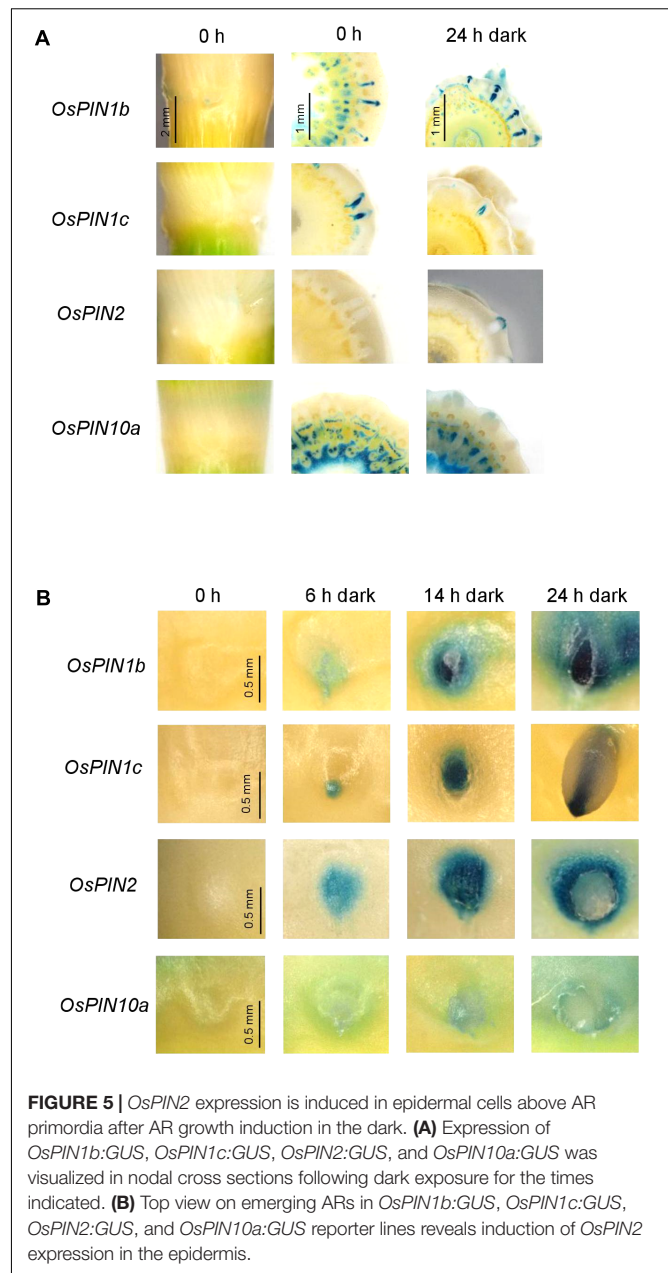 A
0 h 0 h 24 h dark
OsPIN1b
2 mm
1 mm
1 mm
OsPIN1c
OsPIN2
OsPIN10a
B
0 h 6 h dark 14 h dark 24 h dark
OsPIN1b
0.5 mm
OsPIN1c
0.5 mm
OsPIN2
0.5 mm
OsPIN10a
0.5 mm
FIGURE 5 | OsPIN2 expression is induced in epidermal cells above AR
primordia after AR growth induction in the dark. (A) Expression of
OsPIN1b:GUS, OsPIN1c:GUS, OsPIN2:GUS, and OsPIN10a:GUS was
visualized in nodal cross sections following dark exposure for the times
indicated. (B) Top view on emerging ARs in OsPIN1b:GUS, OsPIN1c:GUS,
OsPIN2:GUS, and OsPIN10a:GUS reporter lines reveals induction of OsPIN2
expression in the epidermis.